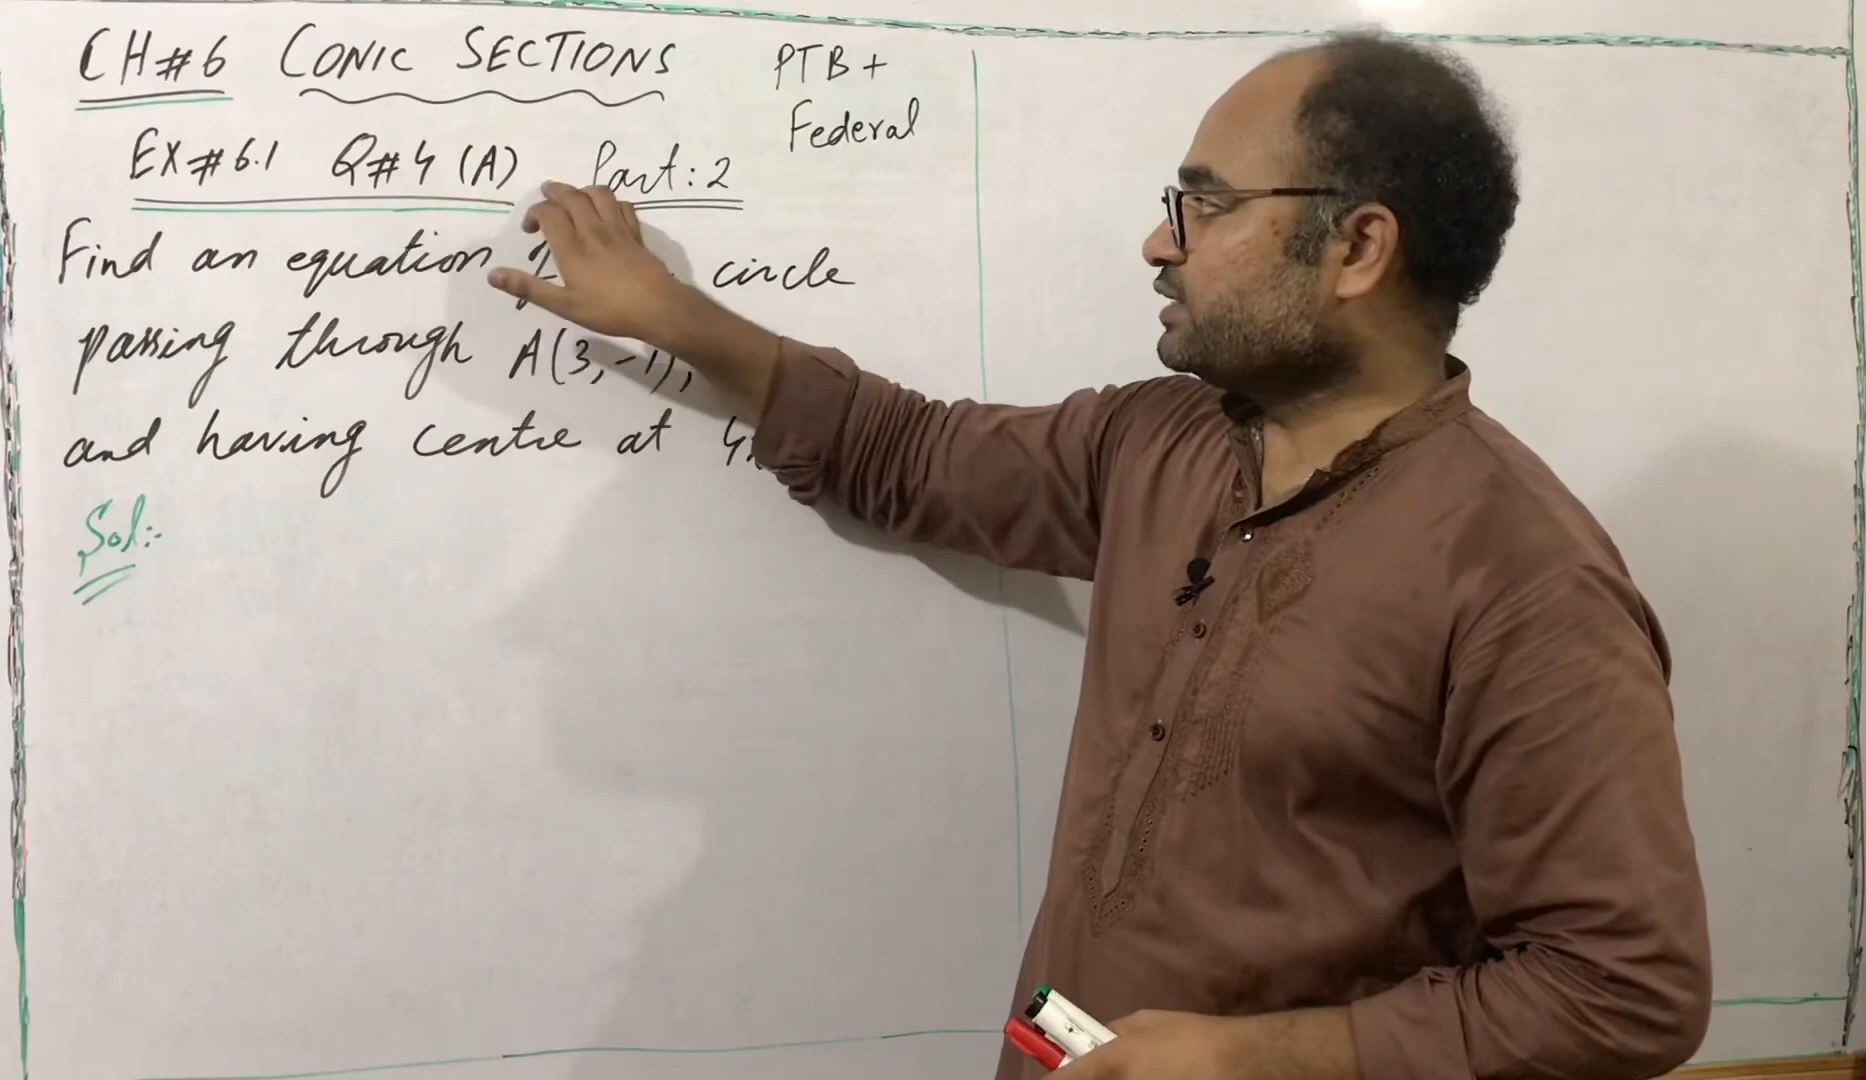 CH#6 CONIC SECTIONS PTB +
Federal
EX#6.1 Q#4 (A) Part:2
Find an equation circle
passing through A(3,-1),
and having centre at
Sol:-